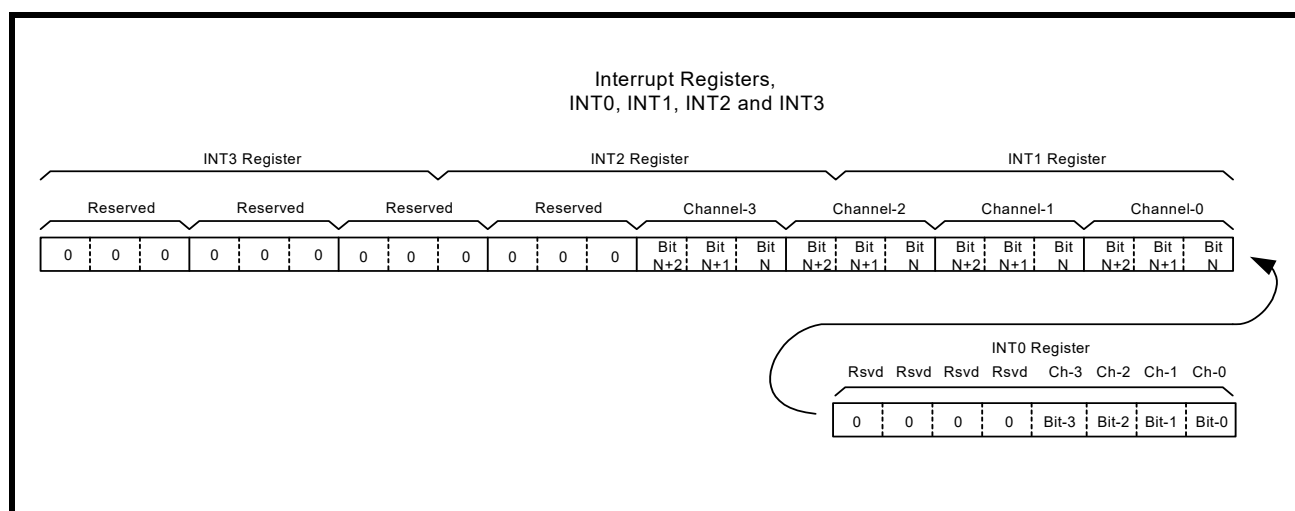 Interrupt Registers,
INT0, INT1, INT2 and INT3
INT3 Register INT2 Register INT1 Register
Reserved Reserved Reserved Reserved Channel-3 Channel-2 Channel-1 Channel-0
0 0 0 0 0 0 0 0 0 0 0 0 Bit N+2 Bit N+1 Bit N Bit N+2 Bit N+1 Bit N Bit N+2 Bit N+1 Bit N Bit N+2 Bit N+1 Bit N
INT0 Register
Rsvd Rsvd Rsvd Rsvd Ch-3 Ch-2 Ch-1 Ch-0
0 0 0 0 Bit-3 Bit-2 Bit-1 Bit-0